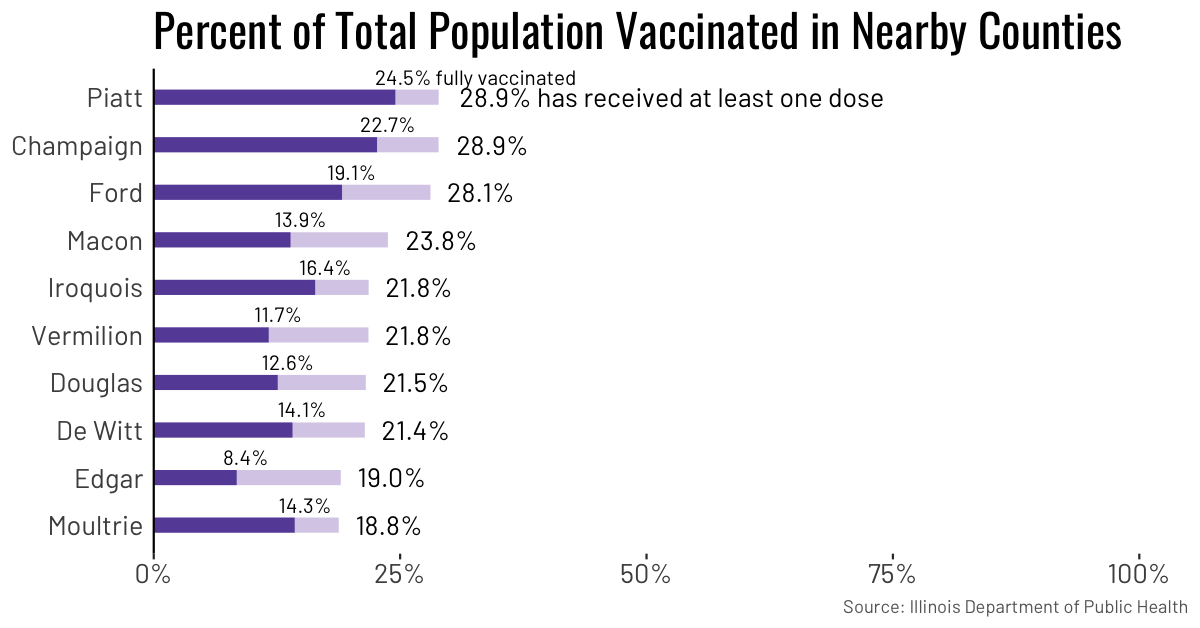 Percent of Total Population Vaccinated in Nearby Counties
24.5% fully vaccinated
Piatt 28.9% has received at least one dose
22.7%
Champaign 28.9%
19.1%
Ford 28.1%
13.9%
Macon 23.8%
16.4%
Iroquois 21.8%
11.7%
Vermilion 21.8%
12.6%
Douglas 21.5%
14.1%
De Witt 21.4%
8.4%
Edgar 19.0%
14.3%
Moultrie 18.8%
0% 25% 50% 75% 100%
Source: Illinois Department of Public Health